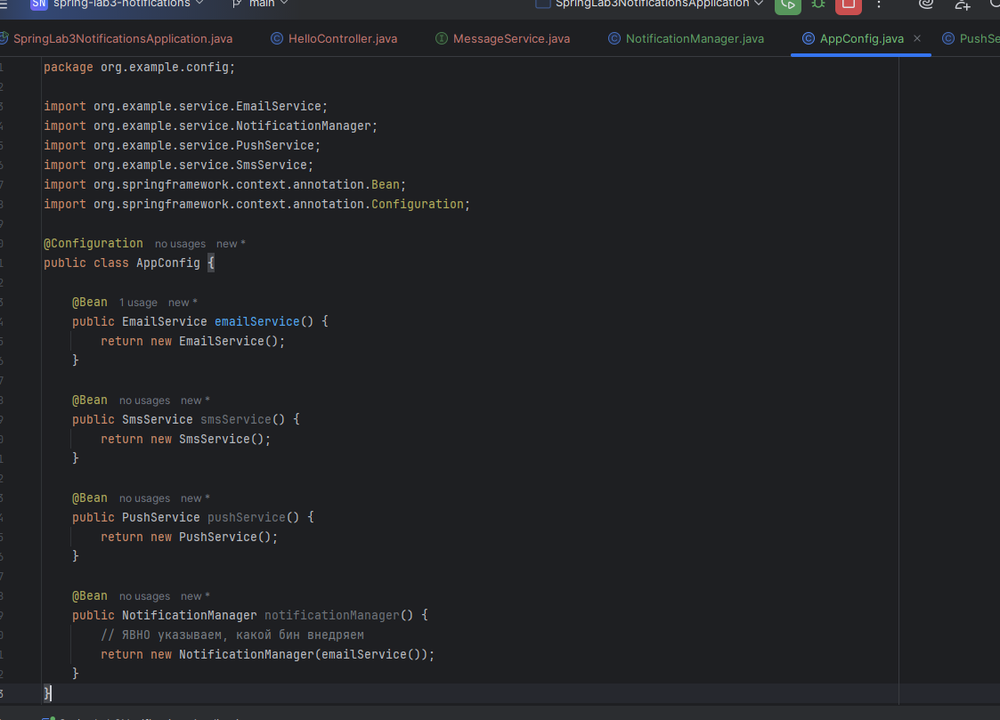 SN spring-lab3-notifications main SpringLab3NotificationsApplication
SpringLab3NotificationsApplication.java HelloController.java MessageService.java NotificationManager.java AppConfig.java PushSe
package org.example.config;
import org.example.service.EmailService;
import org.example.service.NotificationManager;
import org.example.service.PushService;
import org.example.service.SmsService;
import org.springframework.context.annotation.Bean;
import org.springframework.context.annotation.Configuration;
@Configuration no usages new *
public class AppConfig {
@Bean 1 usage new *
public EmailService emailService() {
return new EmailService();
}
@Bean no usages new *
public SmsService smsService() {
return new SmsService();
}
@Bean no usages new *
public PushService pushService() {
return new PushService();
}
@Bean no usages new *
public NotificationManager notificationManager() {
// ЯВНО указываем, какой бин внедряем
return new NotificationManager(emailService());
}
}